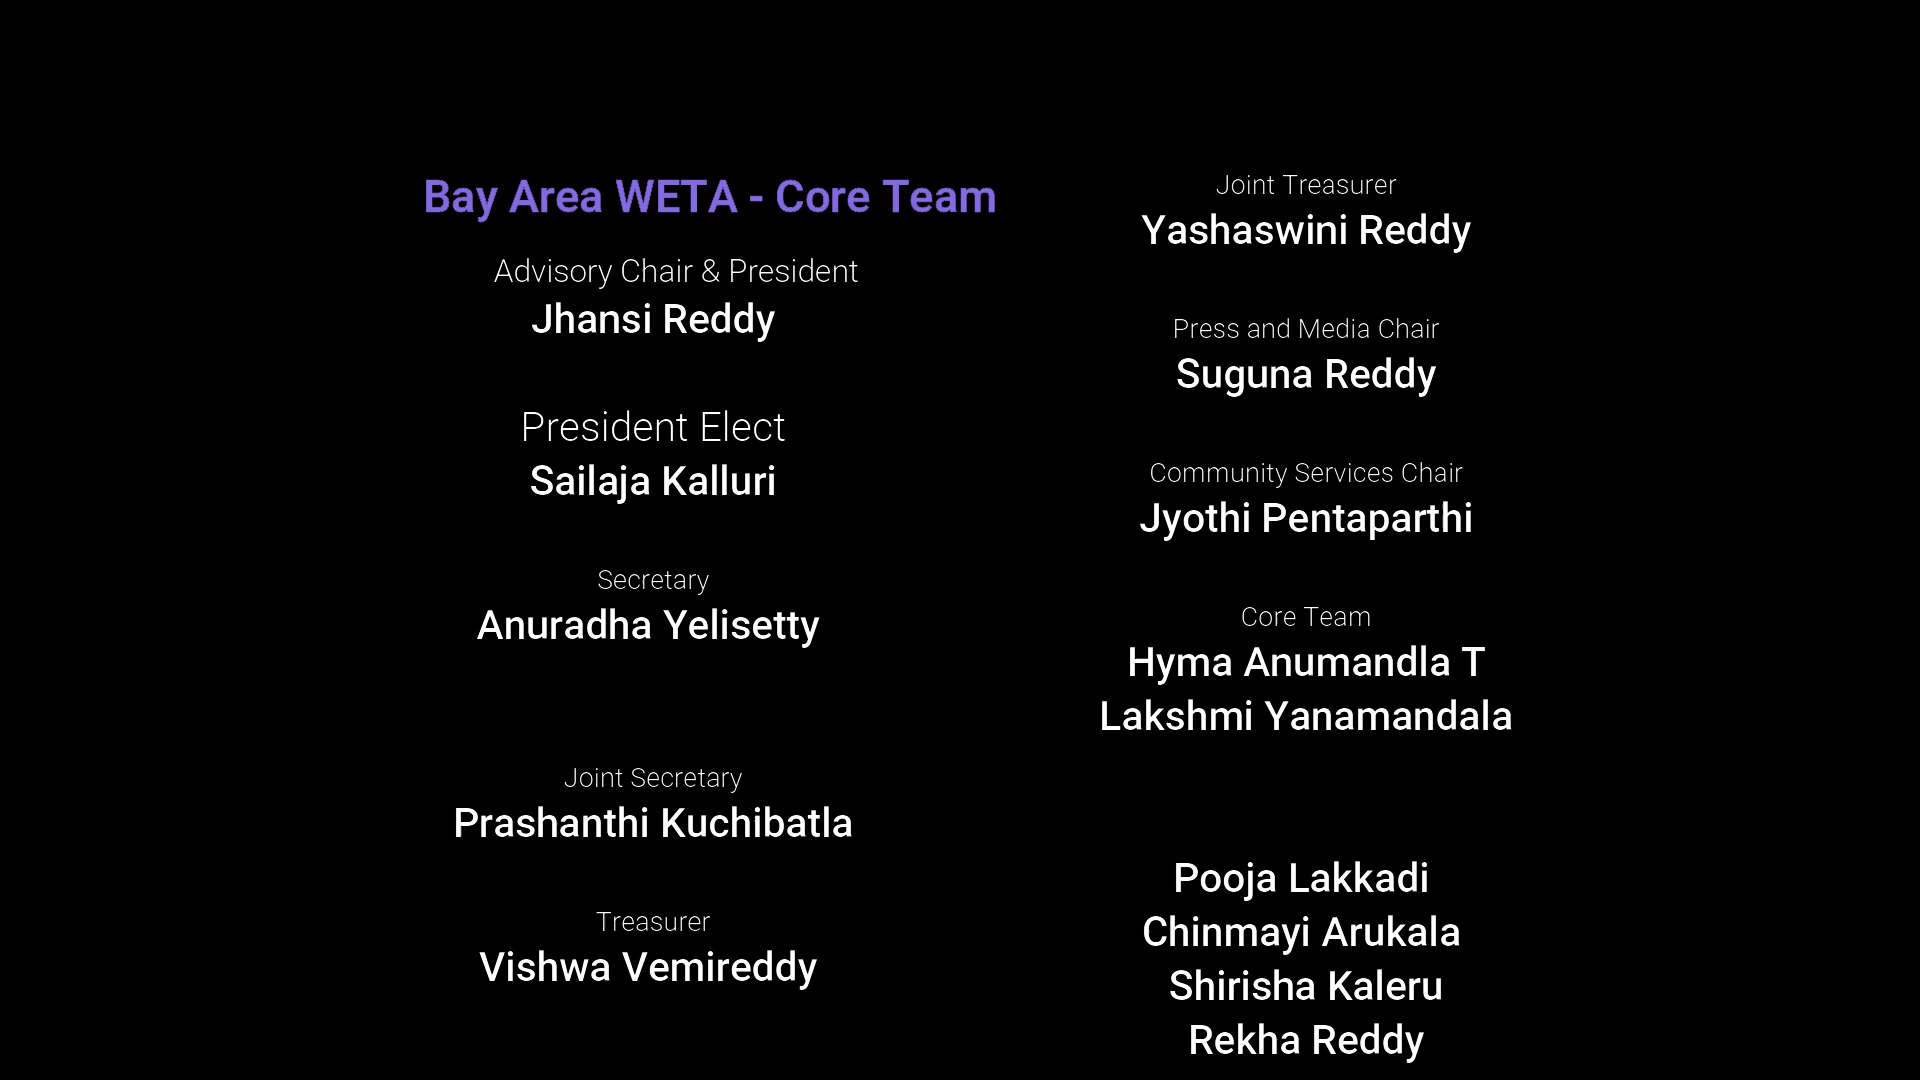 Bay Area WETA - Core Team
Advisory Chair & President
Jhansi Reddy
President Elect
Sailaja Kalluri
Secretary
Anuradha Yelisetty
Joint Secretary
Prashanthi Kuchibatla
Treasurer
Vishwa Vemireddy
Joint Treasurer
Yashaswini Reddy
Press and Media Chair
Suguna Reddy
Community Services Chair
Jyothi Pentaparthi
Core Team
Hyma Anumandla T
Lakshmi Yanamandala
Pooja Lakkadi
Chinmayi Arukala
Shirisha Kaleru
Rekha Reddy